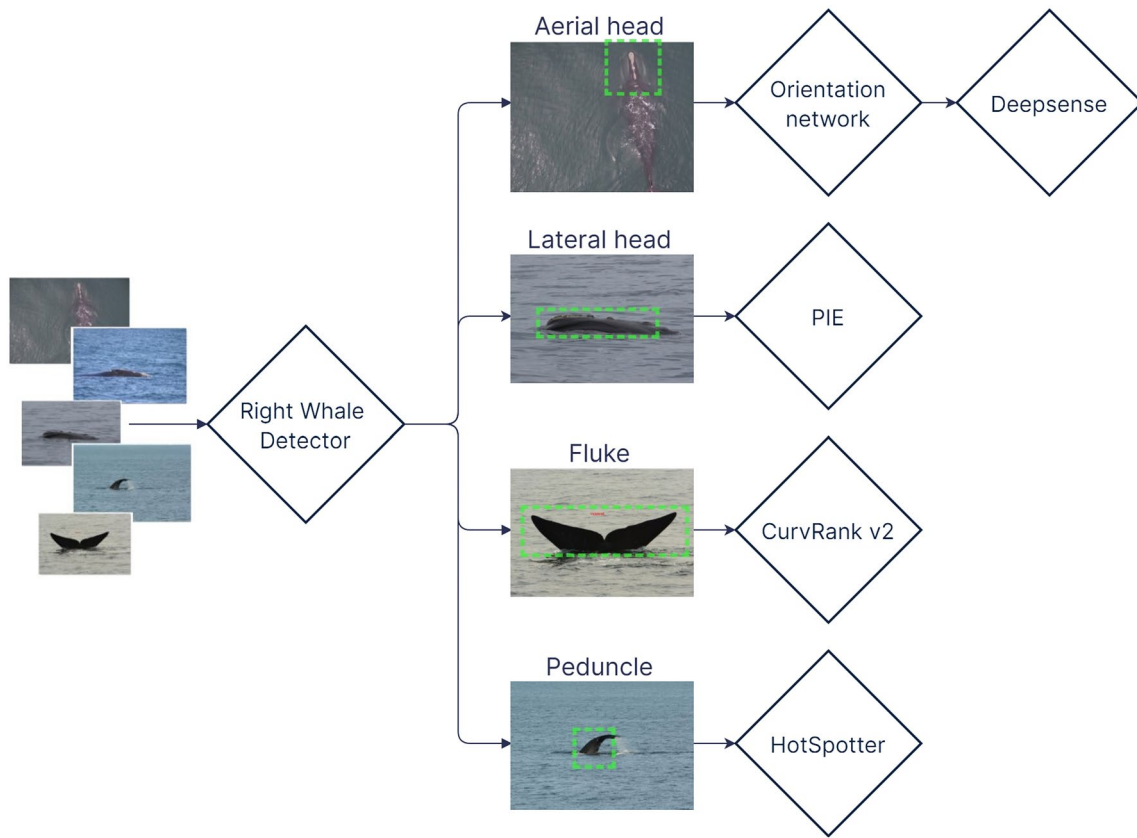 Aerial head
Orientation
network
Deepsense
Lateral head
PIE
Right Whale
Detector
Fluke
CurvRank v2
Peduncle
HotSpotter